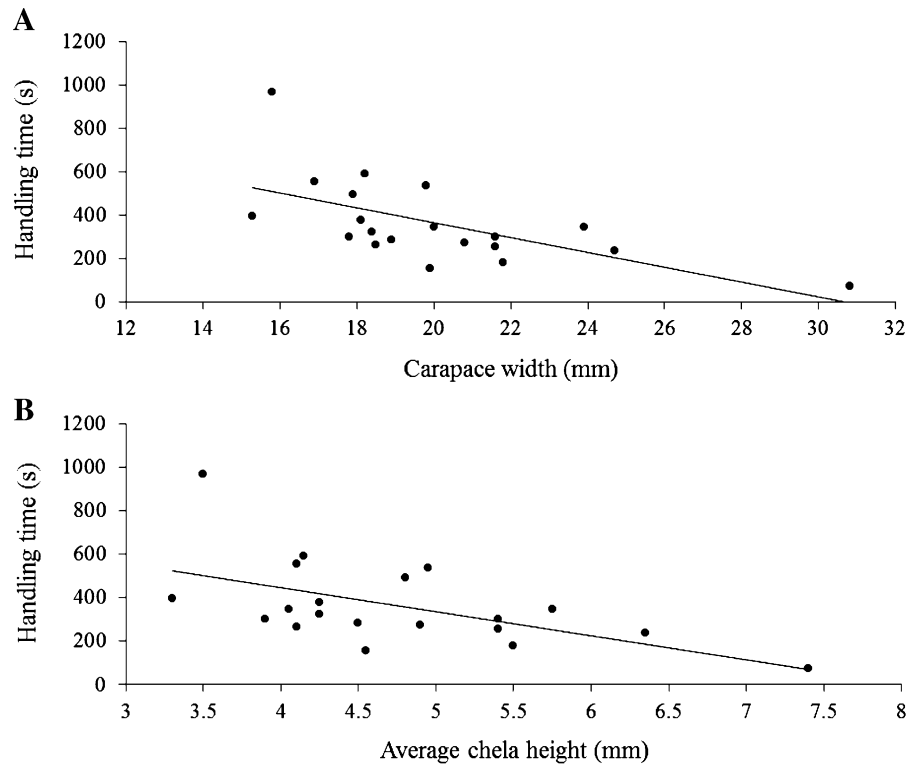 A
1200
1000
800
600
400
200
0
Handling time (s)
12 14 16 18 20 22 24 26 28 30 32
Carapace width (mm)
B
1200
1000
800
600
400
200
0
Handling time (s)
3 3.5 4 4.5 5 5.5 6 6.5 7 7.5 8
Average chela height (mm)